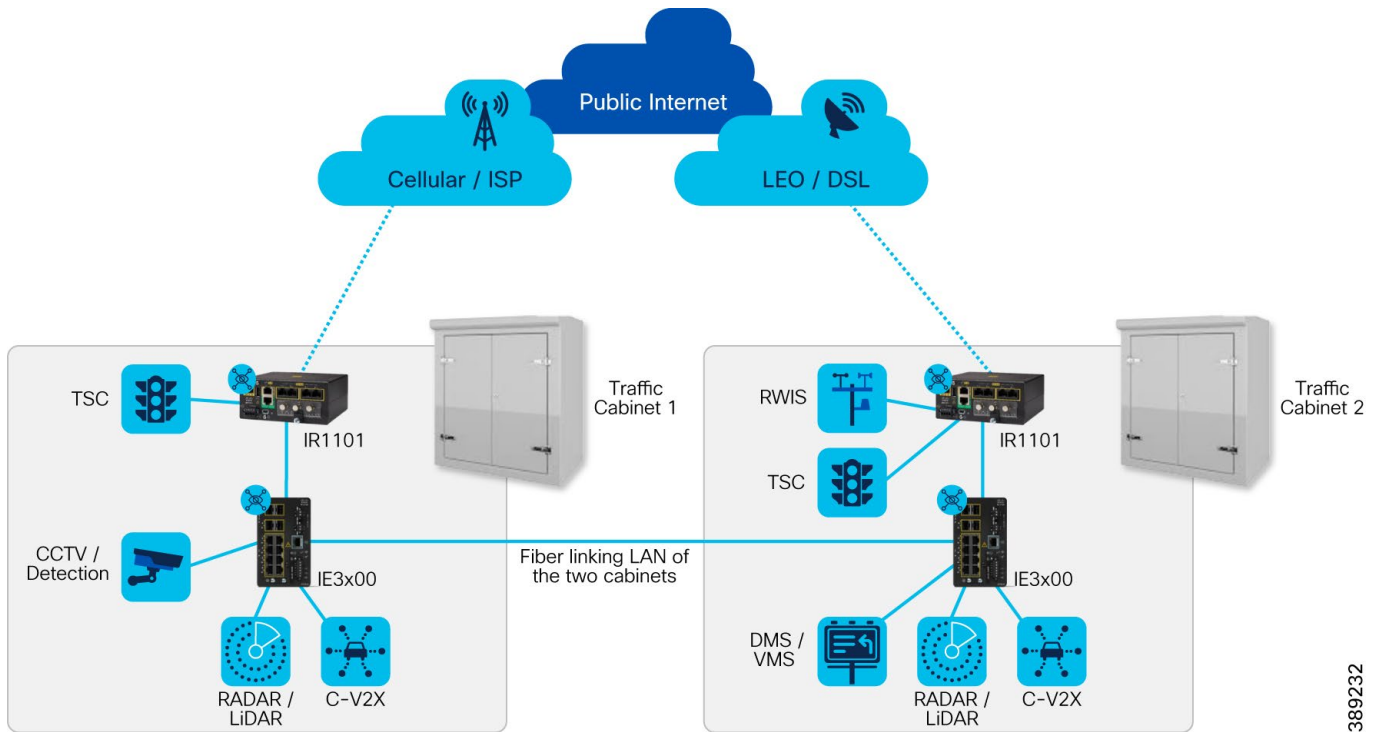 Public Internet
Cellular / ISP
LEO / DSL
TSC
IR1101
Traffic
Cabinet 1
CCTV /
Detection
IE3x00
RADAR /
LiDAR
C-V2X
Fiber linking LAN of
the two cabinets
RWIS
TSC
IR1101
Traffic
Cabinet 2
IE3x00
DMS /
VMS
RADAR /
LiDAR
C-V2X
389232